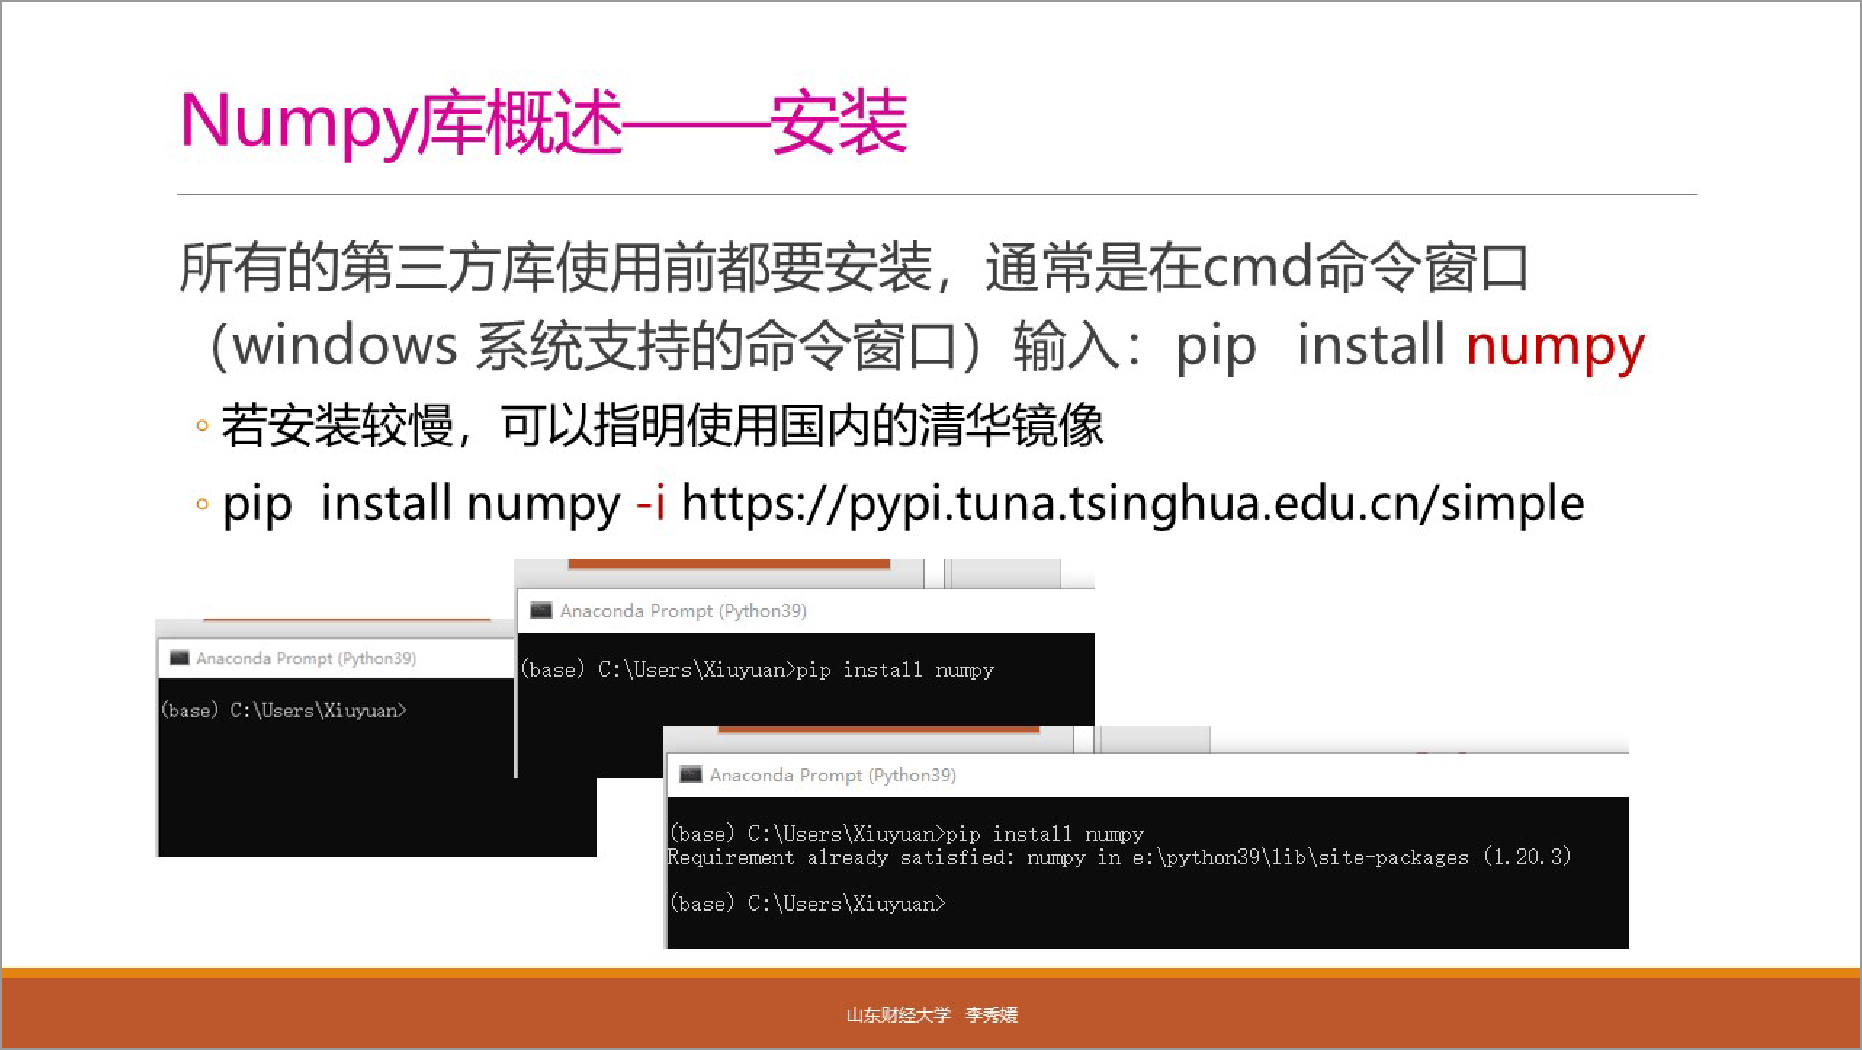 Numpy库概述——安装
所有的第三方库使用前都要安装，通常是在cmd命令窗口
（windows 系统支持的命令窗口）输入：pip install numpy
◦ 若安装较慢，可以指明使用国内的清华镜像
◦ pip install numpy -i https://pypi.tuna.tsinghua.edu.cn/simple
Anaconda Prompt (Python39)
(base) C:\Users\Xiuyuan>
Anaconda Prompt (Python39)
(base) C:\Users\Xiuyuan>pip install numpy
Anaconda Prompt (Python39)
(base) C:\Users\Xiuyuan>pip install numpy
Requirement already satisfied: numpy in e:\python39\lib\site-packages (1.20.3)
(base) C:\Users\Xiuyuan>
山东财经大学 李秀媛